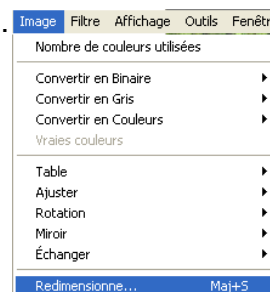 . Image Filtre Affichage Outils Fenêtr
Nombre de couleurs utilisées
Convertir en Binaire
Convertir en Gris
Convertir en Couleurs
Vraies couleurs
Table
Ajuster
Rotation
Miroir
Échanger
Redimensionne... Maj+S